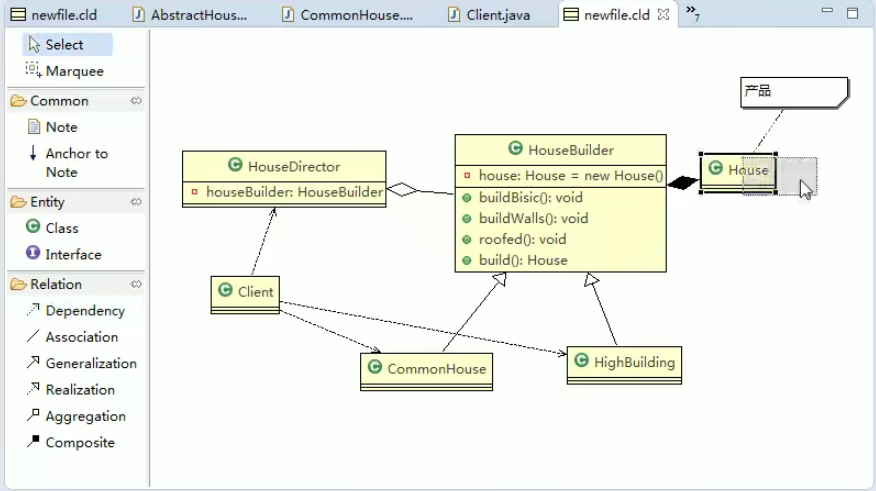 newfile.cld
AbstractHous...
CommonHouse....
Client.java
newfile.cld
7
Select
Marquee
Common
Note
Anchor to
Note
Entity
Class
Interface
Relation
Dependency
Association
Generalization
Realization
Aggregation
Composite
产品
House
HouseDirector
houseBuilder: HouseBuilder
HouseBuilder
house: House = new House()
buildBisic(): void
buildWalls(): void
roofed(): void
build(): House
Client
CommonHouse
HighBuilding